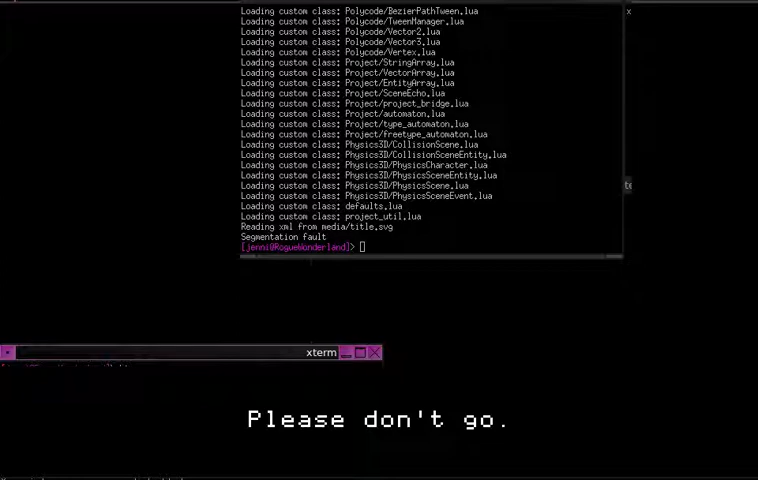 Loading custom class: Polycode/BezierPathTween.lua
Loading custom class: Polycode/TweenManager.lua
Loading custom class: Polycode/Vector2.lua
Loading custom class: Polycode/Vector3.lua
Loading custom class: Polycode/Vertex.lua
Loading custom class: Project/StringArray.lua
Loading custom class: Project/VectorArray.lua
Loading custom class: Project/EntityArray.lua
Loading custom class: Project/SceneEcho.lua
Loading custom class: Project/project_bridge.lua
Loading custom class: Project/automaton.lua
Loading custom class: Project/type_automaton.lua
Loading custom class: Project/freetype_automaton.lua
Loading custom class: Physics3D/CollisionScene.lua
Loading custom class: Physics3D/CollisionSceneEntity.lua
Loading custom class: Physics3D/PhysicsCharacter.lua
Loading custom class: Physics3D/PhysicsSceneEntity.lua
Loading custom class: Physics3D/PhysicsScene.lua
Loading custom class: Physics3D/PhysicsSceneEvent.lua
Loading custom class: defaults.lua
Loading custom class: project_util.lua
Reading xml from media/title.svg
Segmentation fault
[jenni@RogueWonderland]>
xterm
Please don't go.